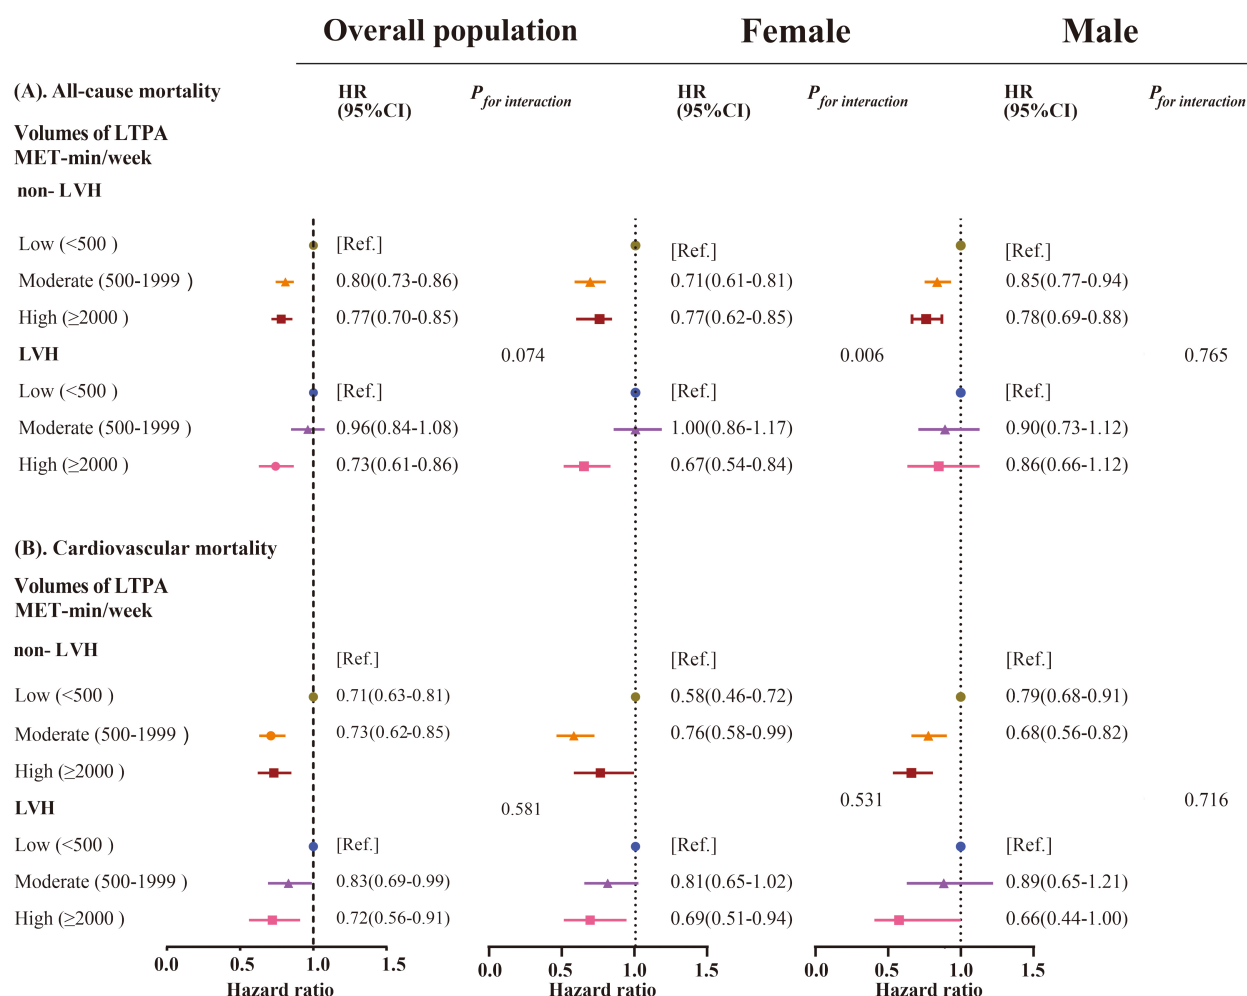 Overall population Female Male
(A). All-cause mortality HR P for interaction HR P for interaction HR P for interaction
(95%CI) (95%CI) (95%CI)
Volumes of LTPA
MET-min/week
non- LVH
Low (<500 ) [Ref.] [Ref.] [Ref.]
Moderate (500-1999 ) 0.80(0.73-0.86) 0.71(0.61-0.81) 0.85(0.77-0.94)
High (≥2000 ) 0.77(0.70-0.85) 0.77(0.62-0.85) 0.78(0.69-0.88)
LVH 0.074 0.006 0.765
Low (<500 ) [Ref.] [Ref.] [Ref.]
Moderate (500-1999 ) 0.96(0.84-1.08) 1.00(0.86-1.17) 0.90(0.73-1.12)
High (≥2000 ) 0.73(0.61-0.86) 0.67(0.54-0.84) 0.86(0.66-1.12)
(B). Cardiovascular mortality
Volumes of LTPA
MET-min/week
non- LVH [Ref.] [Ref.] [Ref.]
Low (<500 ) 0.71(0.63-0.81) 0.58(0.46-0.72) 0.79(0.68-0.91)
Moderate (500-1999 ) 0.73(0.62-0.85) 0.76(0.58-0.99) 0.68(0.56-0.82)
High (≥2000 )
LVH 0.581 0.531 0.716
Low (<500 ) [Ref.] [Ref.] [Ref.]
Moderate (500-1999 ) 0.83(0.69-0.99) 0.81(0.65-1.02) 0.89(0.65-1.21)
High (≥2000 ) 0.72(0.56-0.91) 0.69(0.51-0.94) 0.66(0.44-1.00)
0.0 0.5 1.0 1.5 0.0 0.5 1.0 1.5 0.0 0.5 1.0 1.5
Hazard ratio Hazard ratio Hazard ratio